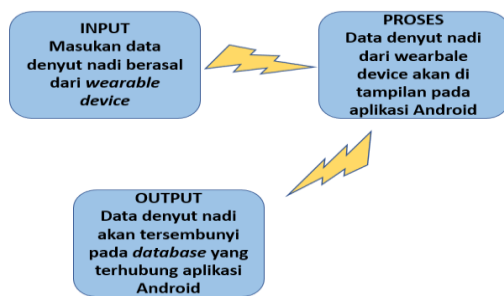 INPUT
Masukan data
denyut nadi berasal
dari wearable
device
PROSES
Data denyut nadi
dari wearbale
device akan di
tampilan pada
aplikasi Android
OUTPUT
Data denyut nadi
akan tersembunyi
pada database yang
terhubung aplikasi
Android